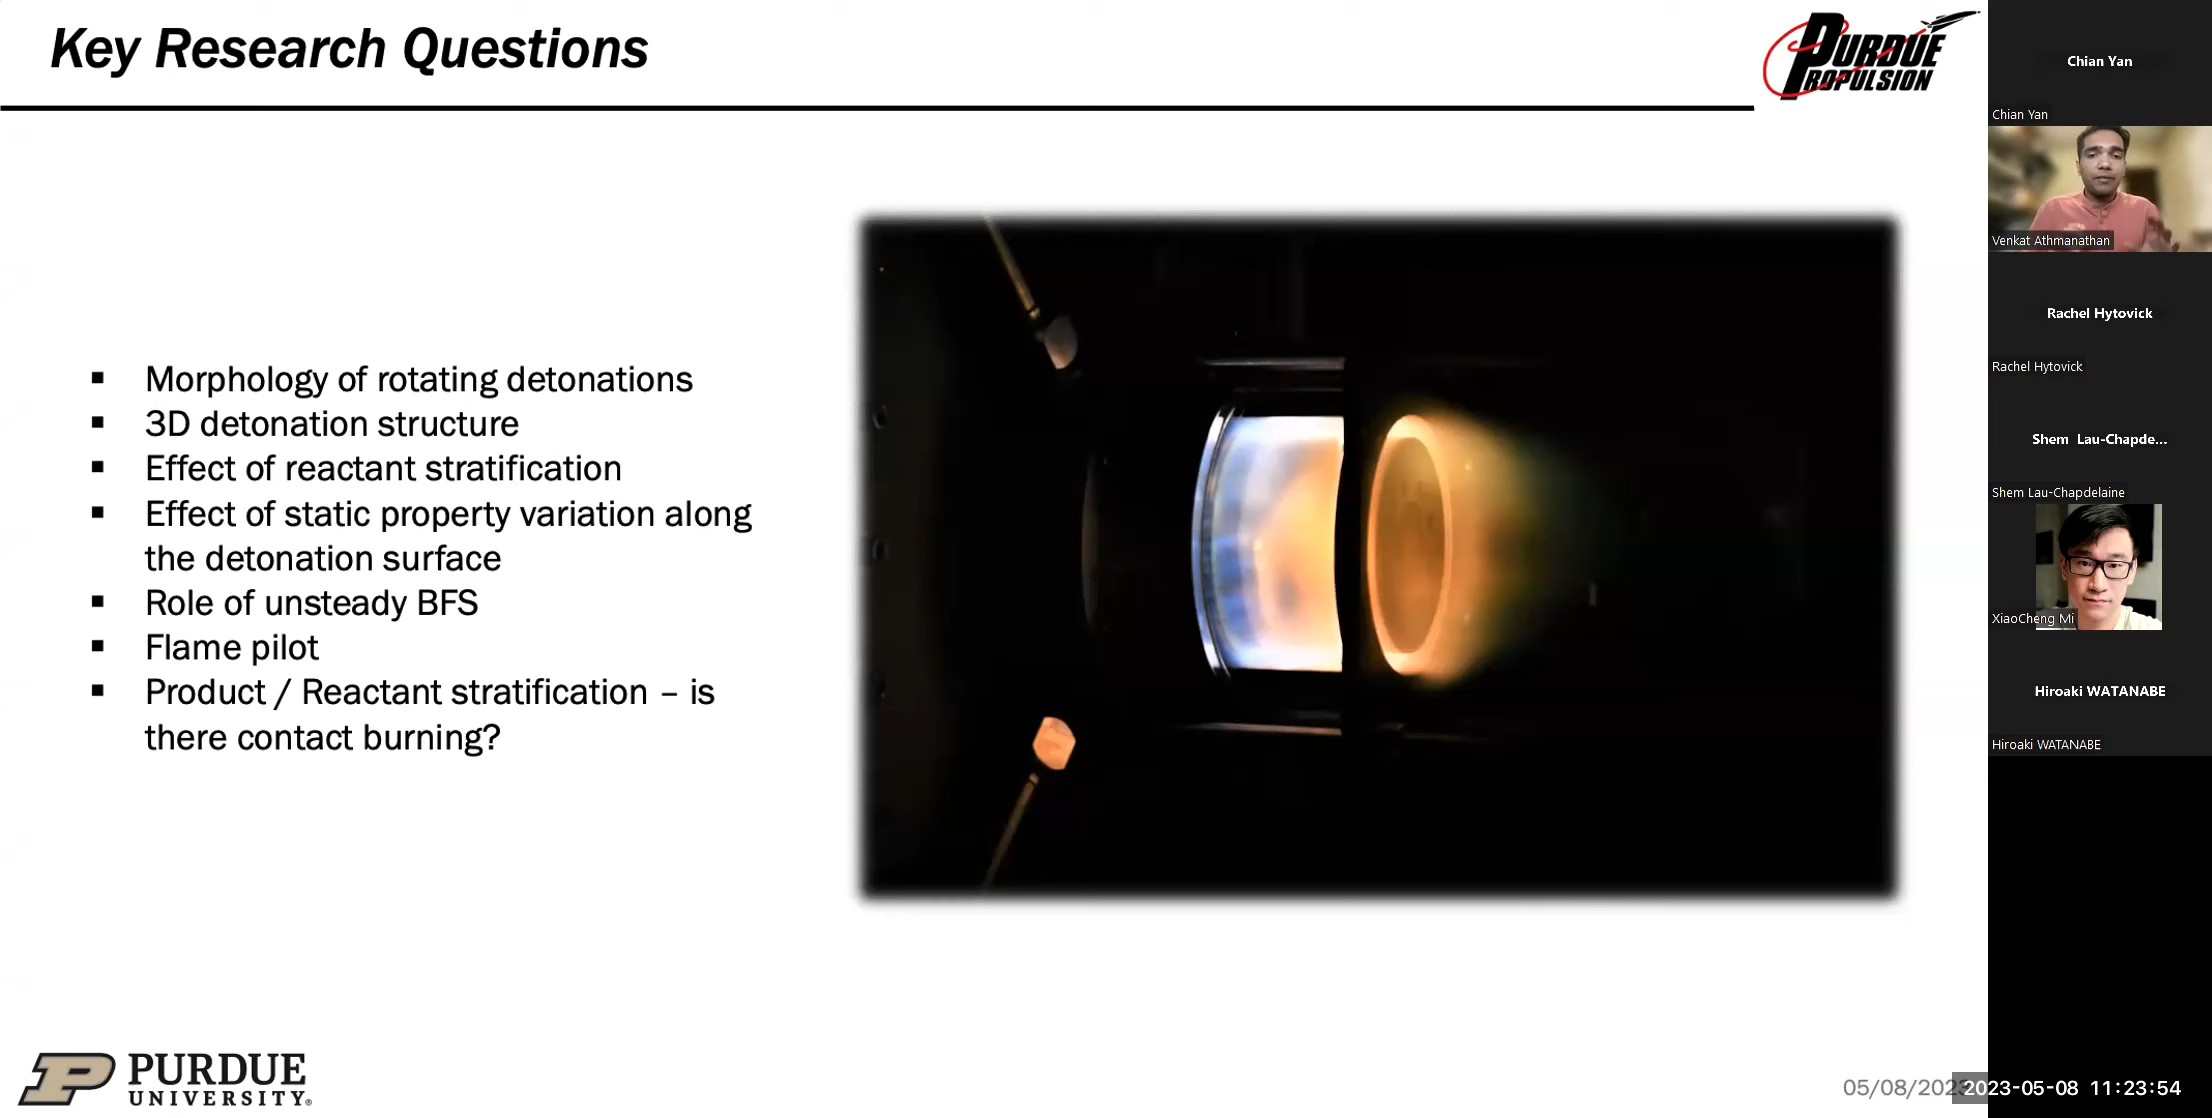 Key Research Questions
PURDUE
PROPULSION
▪ Morphology of rotating detonations
▪ 3D detonation structure
▪ Effect of reactant stratification
▪ Effect of static property variation along
the detonation surface
▪ Role of unsteady BFS
▪ Flame pilot
▪ Product / Reactant stratification – is
there contact burning?
PURDUE
UNIVERSITY®
05/08/2023
2023-05-08 11:23:54
Chian Yan
Chian Yan
Venkat Athmanathan
Rachel Hytovick
Rachel Hytovick
Shem Lau-Chapde...
Shem Lau-Chapdelaine
XiaoCheng Mi
Hiroaki WATANABE
Hiroaki WATANABE